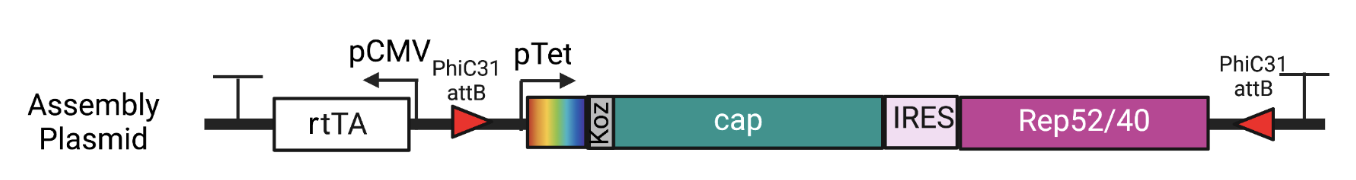 Assembly
Plasmid
rtTA
pCMV
PhiC31
attB
pTet
Koz
cap
IRES
Rep52/40
PhiC31
attB